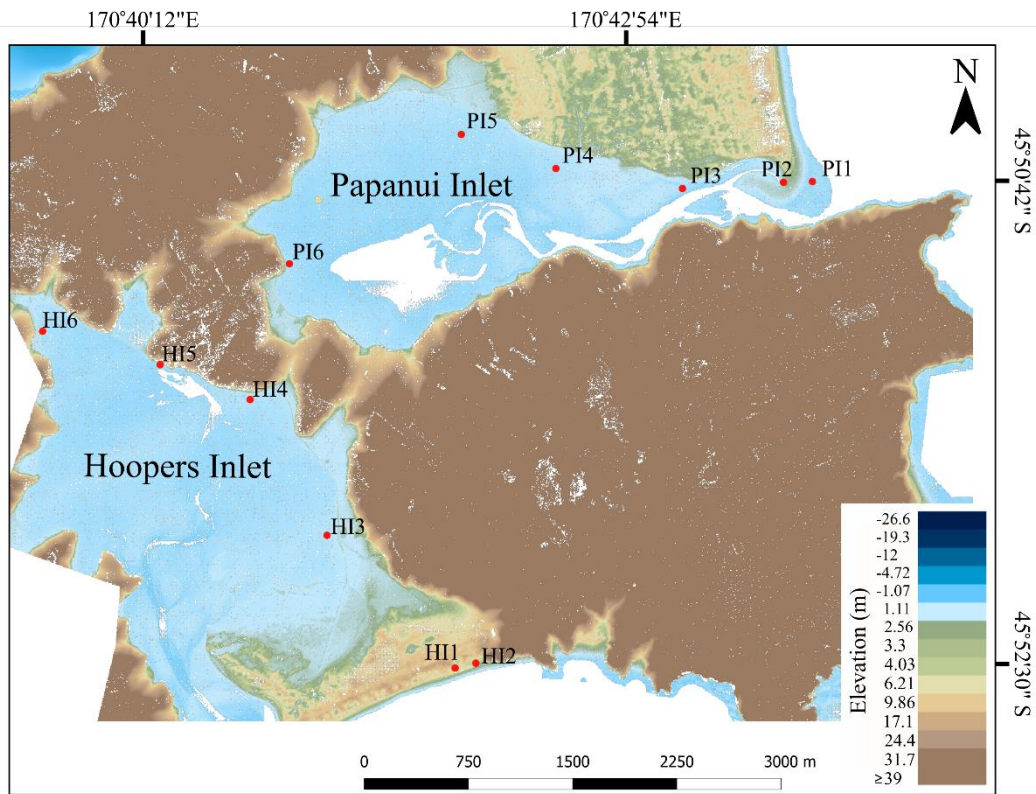 170°40'12"E
170°42'54"E
N
PI5
PI4
PI3
PI2
PI1
45°50'42" S
Papanui Inlet
PI6
HI6
HI5
HI4
Hoopers Inlet
HI3
HI1
HI2
45°52'30" S
Elevation (m)
-26.6
-19.3
-12
-4.72
-1.07
1.11
2.56
3.3
4.03
6.21
9.86
17.1
24.4
31.7
≥39
0 750 1500 2250 3000 m